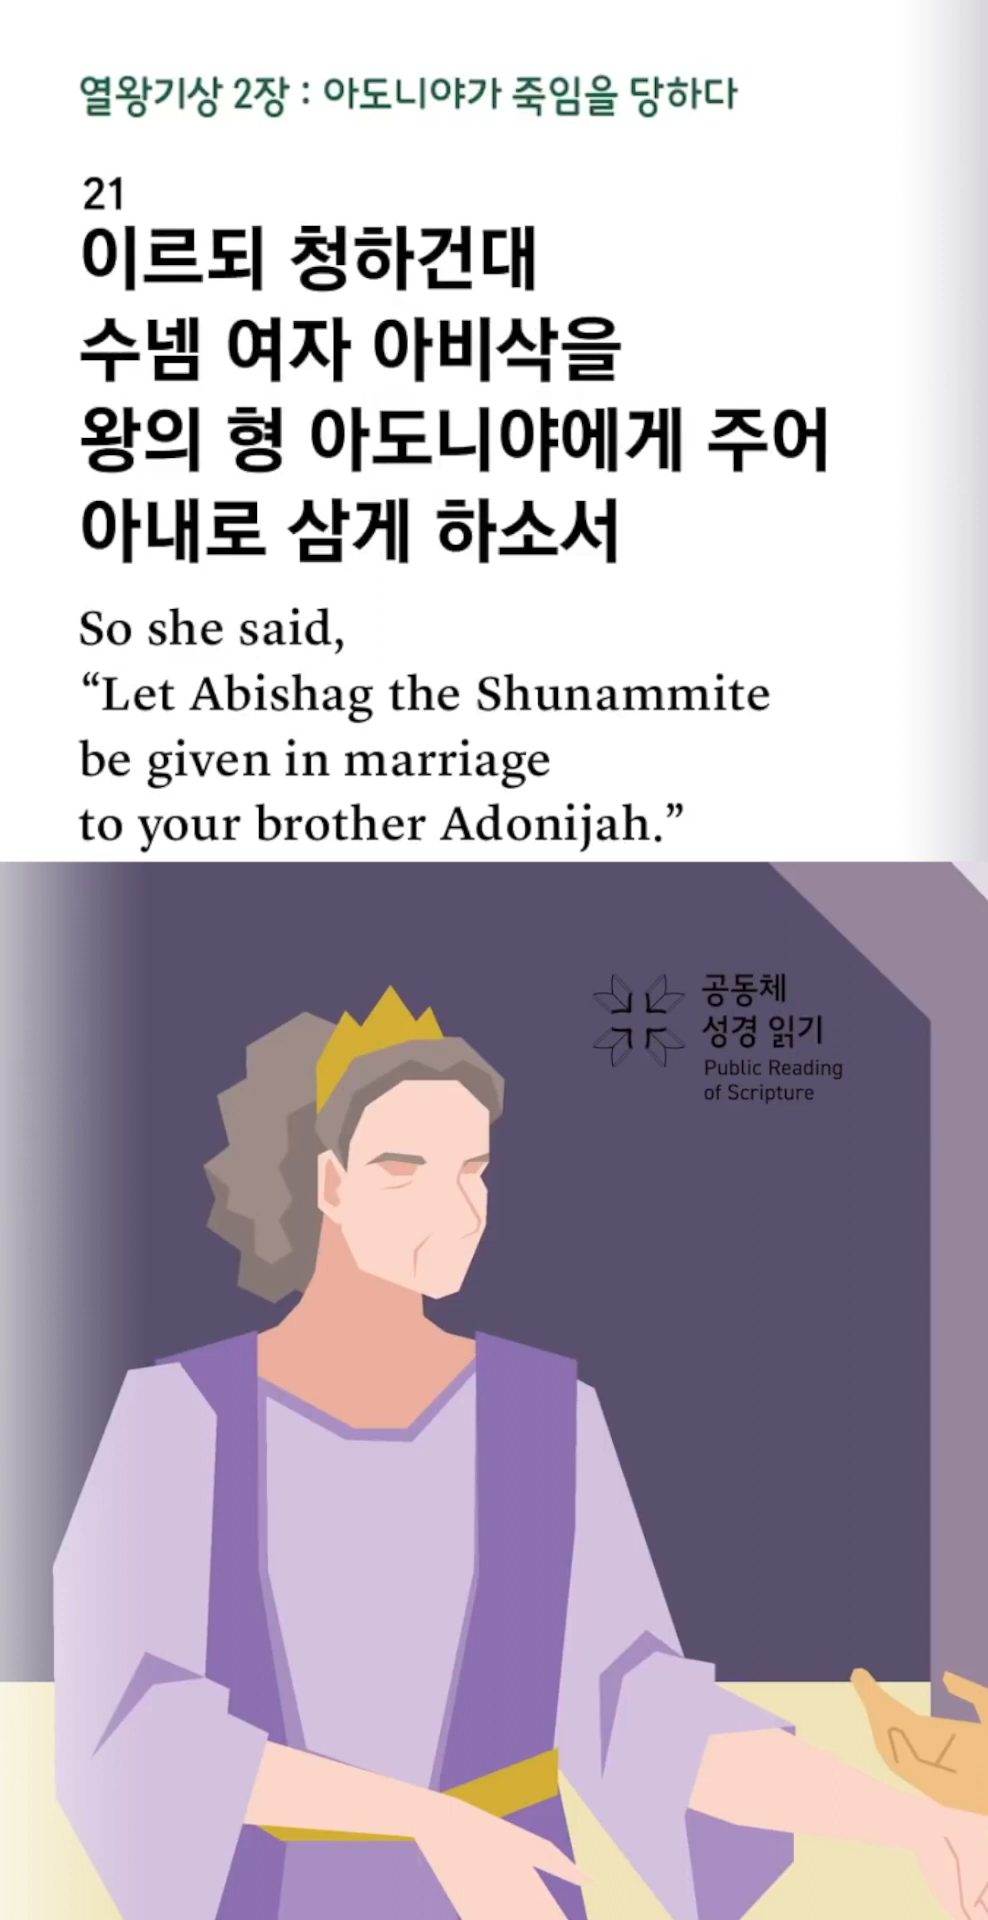 열왕기상 2장 : 아도니야가 죽임을 당하다
21
이르되 청하건대
수넴 여자 아비삭을
왕의 형 아도니야에게 주어
아내로 삼게 하소서
So she said,
“Let Abishag the Shunammite
be given in marriage
to your brother Adonijah.”
공동체
성경 읽기
Public Reading
of Scripture